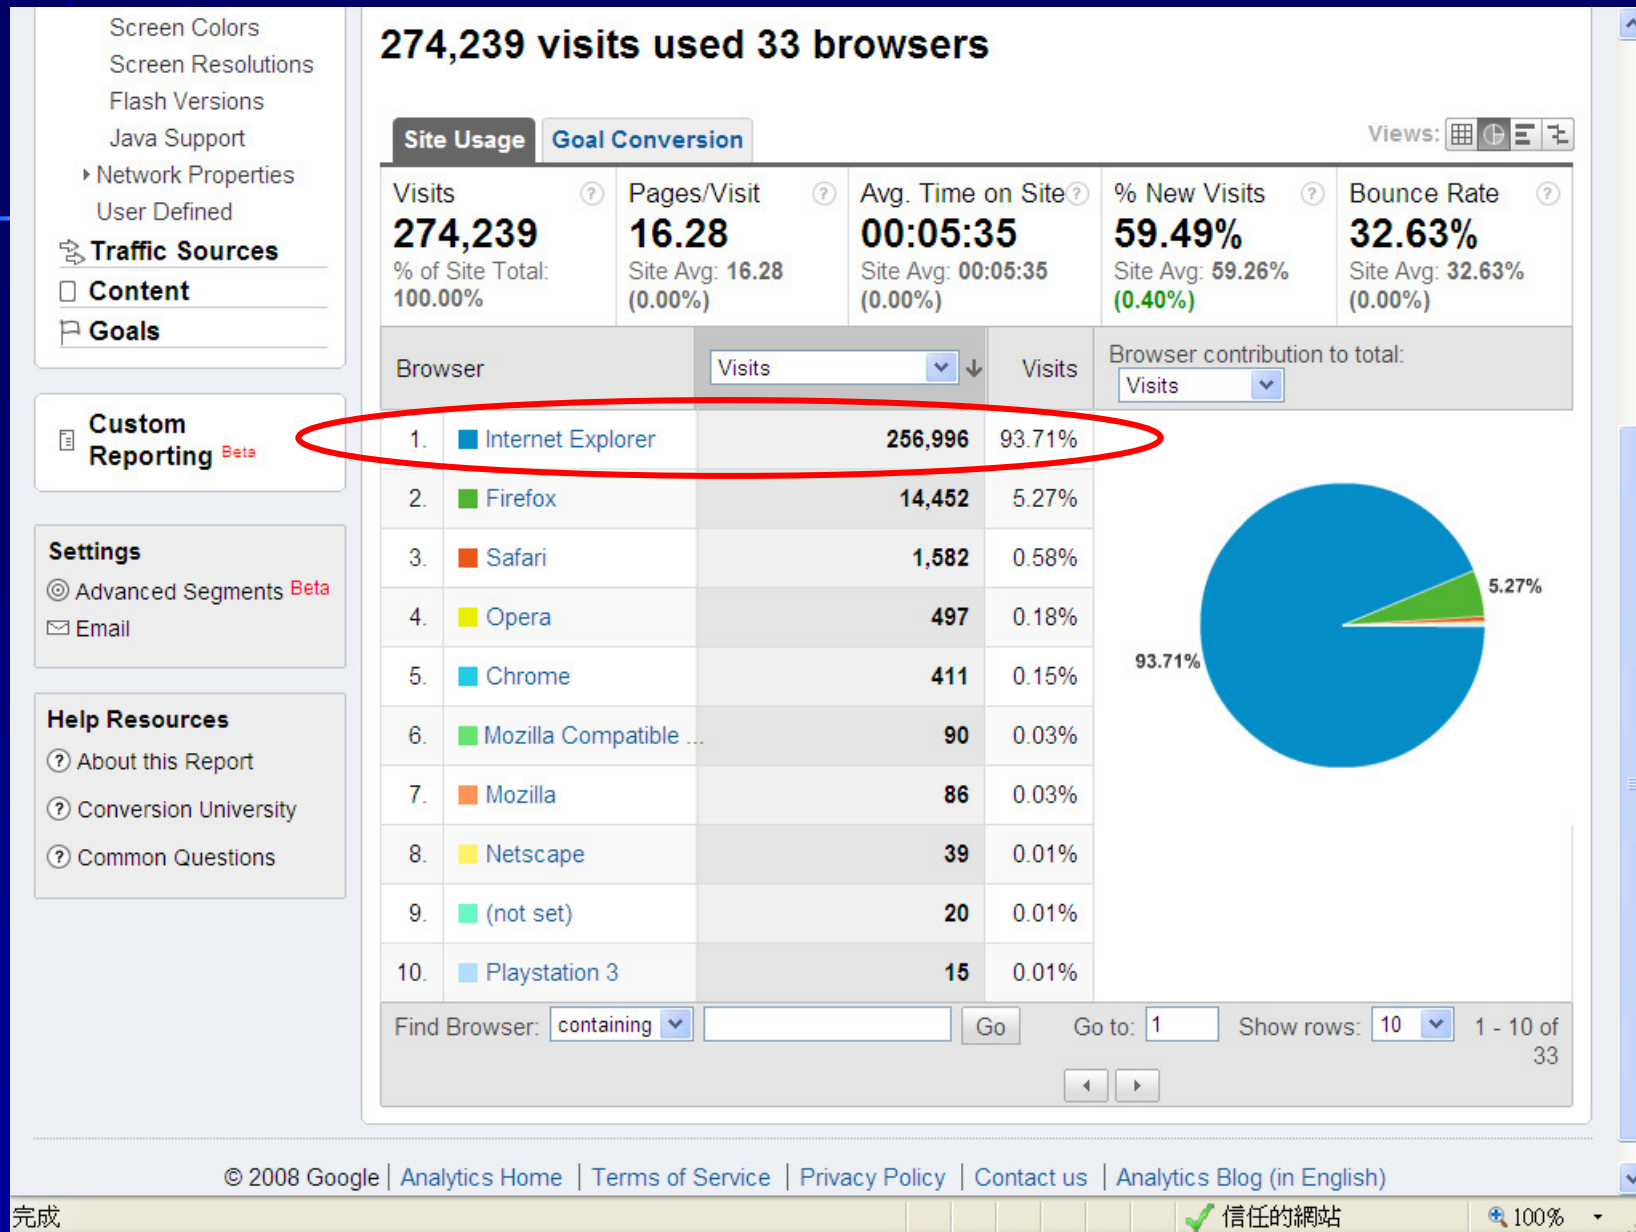 Screen Colors
Screen Resolutions
Flash Versions
Java Support
Network Properties
User Defined
Traffic Sources
Content
Goals
Custom
Reporting Beta
Settings
Advanced Segments Beta
Email
Help Resources
About this Report
Conversion University
Common Questions
274,239 visits used 33 browsers
Site Usage Goal Conversion Views:
Visits Pages/Visit Avg. Time on Site % New Visits Bounce Rate
274,239 16.28 00:05:35 59.49% 32.63%
% of Site Total: Site Avg: 16.28 Site Avg: 00:05:35 Site Avg: 59.26% Site Avg: 32.63%
100.00% (0.00%) (0.00%) (0.40%) (0.00%)
Browser Visits Visits Browser contribution to total:
Visits
1. Internet Explorer 256,996 93.71%
2. Firefox 14,452 5.27%
3. Safari 1,582 0.58%
4. Opera 497 0.18%
5. Chrome 411 0.15%
6. Mozilla Compatible ... 90 0.03%
7. Mozilla 86 0.03%
8. Netscape 39 0.01%
9. (not set) 20 0.01%
10. Playstation 3 15 0.01%
5.27%
93.71%
Find Browser: containing Go Go to: 1 Show rows: 10 1 - 10 of
33
© 2008 Google | Analytics Home | Terms of Service | Privacy Policy | Contact us | Analytics Blog (in English)
完成 信任的網站 100%